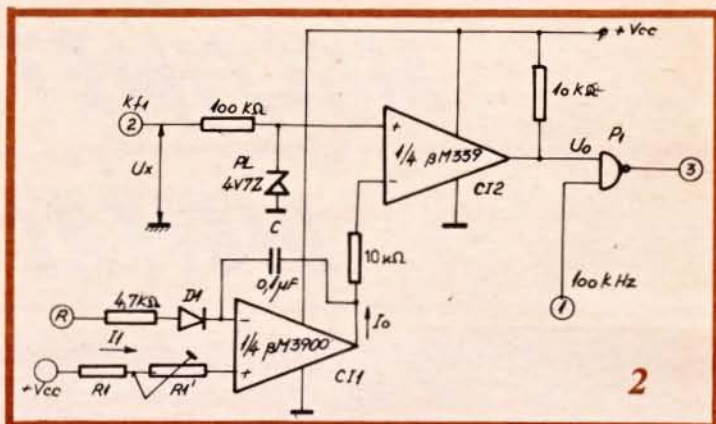 +Vcc
10 kΩ
Kf1
2
100 kΩ
+
P1
Ux
PL
4V7Z
1/4 βM339
U0
3
-
CI2
C
0,1μF
10 kΩ
100 kHz
1
R
4,7kΩ
D1
-
I0
I1
1/4 βM3900
+Vcc
R1
R1'
+
CI1
2